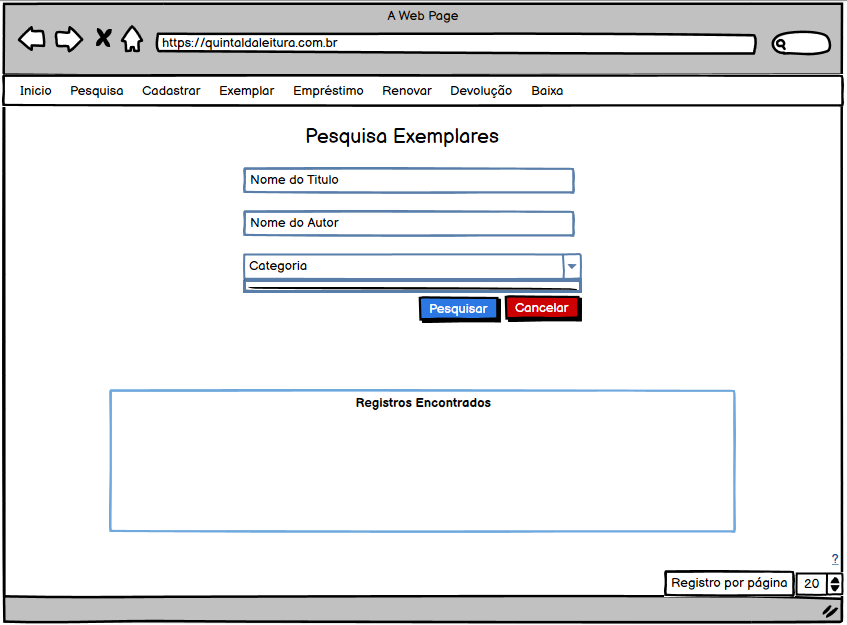 A Web Page
https://quintaldaleitura.com.br
Inicio Pesquisa Cadastrar Exemplar Empréstimo Renovar Devolução Baixa
Pesquisa Exemplares
Nome do Titulo
Nome do Autor
Categoria
Pesquisar Cancelar
Registros Encontrados
?
Registro por página 20